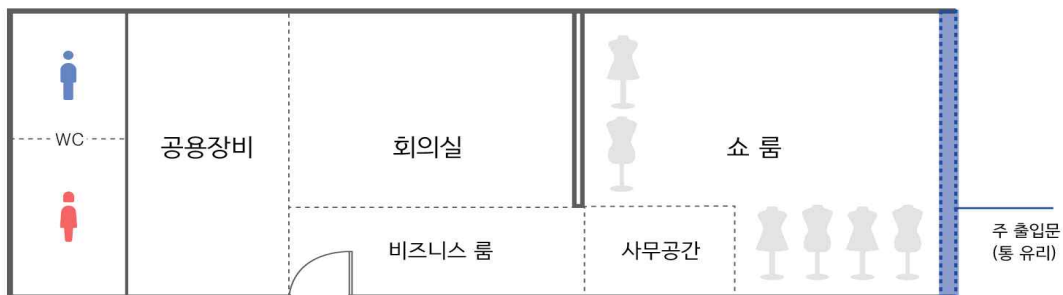 WC
공용장비
회의실
쇼 룸
비즈니스 룸
사무공간
주 출입문
(통 유리)